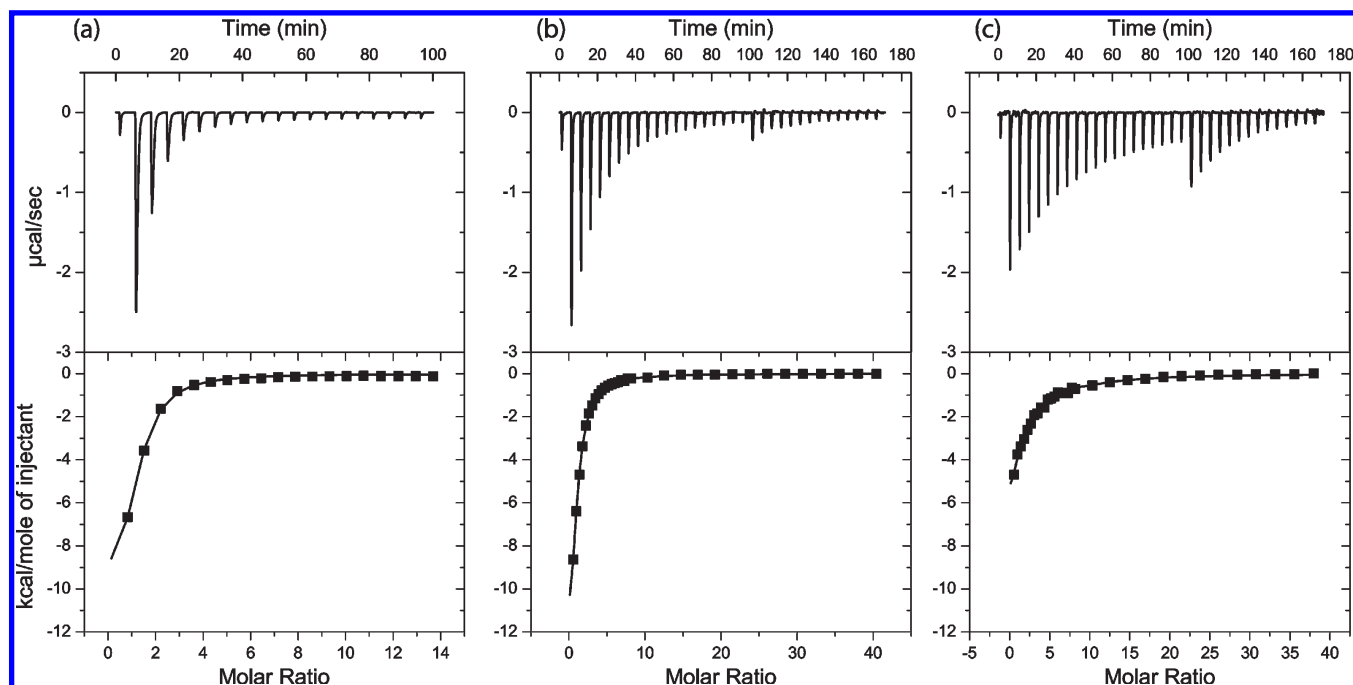 (a) Time (min) (b) Time (min) (c) Time (min)
0 20 40 60 80 100 0 20 40 60 80 100 120 140 160 180 0 20 40 60 80 100 120 140 160 180
0 0 0
-1 -1 -1
µcal/sec
-2 -2 -2
-3 -3 -3
0 0 0
-2 -2 -2
-4 -4 -4
-6 -6 -6
kcal/mole of injectant
-8 -8 -8
-10 -10 -10
-12 -12 -12
0 2 4 6 8 10 12 14 0 10 20 30 40 -5 0 5 10 15 20 25 30 35 40
Molar Ratio Molar Ratio Molar Ratio